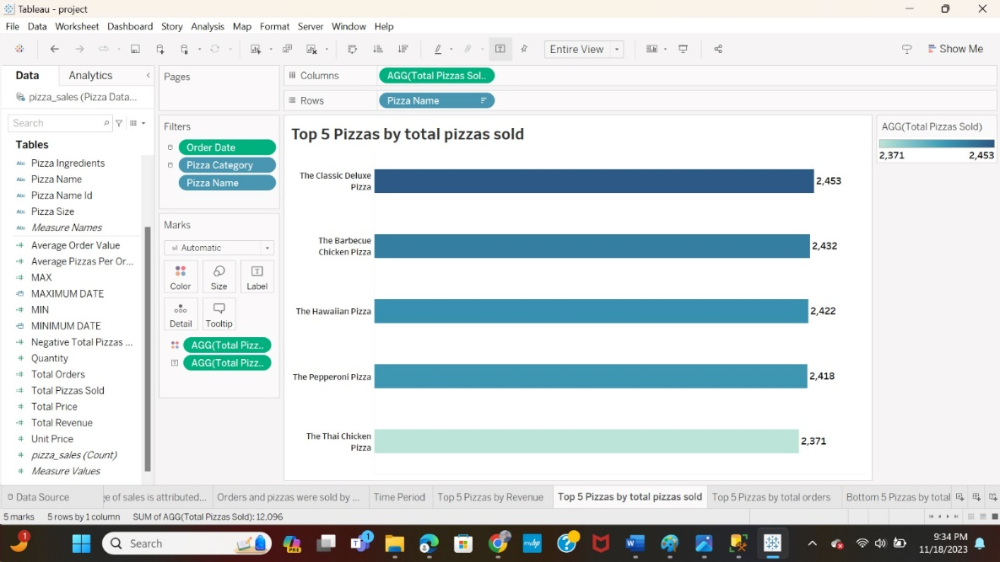 Tableau - project
File Data Worksheet Dashboard Story Analysis Map Format Server Window Help
Entire View
Show Me
Data
Analytics
pizza_sales (Pizza Data...
Search
Tables
Abc Pizza Ingredients
Abc Pizza Name
Abc Pizza Name Id
Abc Pizza Size
Abc Measure Names
Average Order Value
Average Pizzas Per Or...
MAX
MAXIMUM DATE
MIN
MINIMUM DATE
Negative Total Pizzas ...
Quantity
Total Orders
Total Pizzas Sold
Total Price
Total Revenue
Unit Price
pizza_sales (Count)
Measure Values
Pages
Filters
Order Date
Pizza Category
Pizza Name
Marks
Automatic
Color Size Label
Detail Tooltip
AGG(Total Pizz..
AGG(Total Pizz..
Columns AGG(Total Pizzas Sol..
Rows Pizza Name
Top 5 Pizzas by total pizzas sold
The Classic Deluxe
Pizza
2,453
The Barbecue
Chicken Pizza
2,432
The Hawaiian Pizza 2,422
The Pepperoni Pizza 2,418
The Thai Chicken
Pizza
2,371
AGG(Total Pizzas Sold)
2,371 2,453
Data Source
ge of sales is attributed...
Orders and pizzas were sold by ...
Time Period
Top 5 Pizzas by Revenue
Top 5 Pizzas by total pizzas sold
Top 5 Pizzas by total orders
Bottom 5 Pizzas by total
5 marks 5 rows by 1 column SUM of AGG(Total Pizzas Sold): 12,096
1
Search
PRE
1
myhp
9:34 PM
11/18/2023